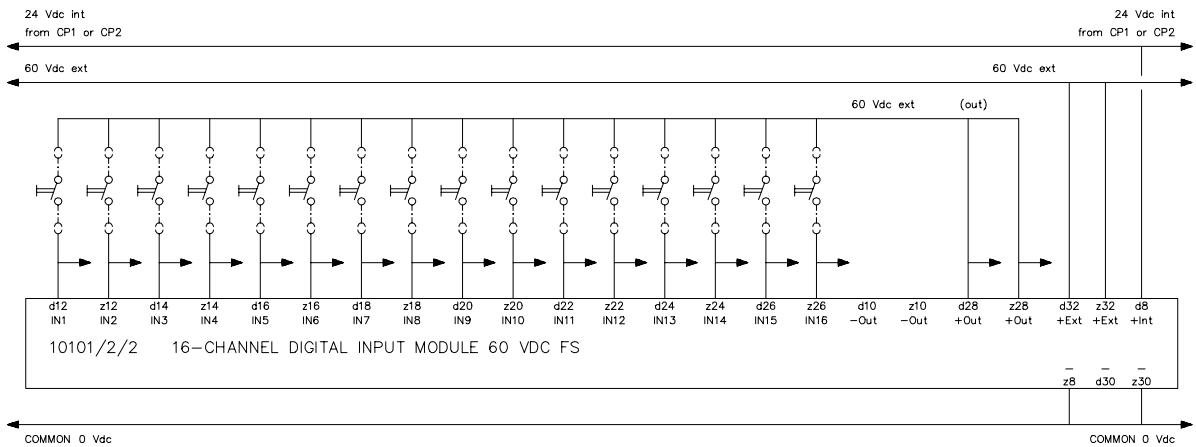 24 Vdc int 24 Vdc int
from CP1 or CP2 from CP1 or CP2
60 Vdc ext 60 Vdc ext
60 Vdc ext (out)
d12 z12 d14 z14 d16 z16 d18 z18 d20 z20 d22 z22 d24 z24 d26 z26 d10 z10 d28 z28 d32 z32 d8
IN1 IN2 IN3 IN4 IN5 IN6 IN7 IN8 IN9 IN10 IN11 IN12 IN13 IN14 IN15 IN16 −Out −Out +Out +Out +Ext +Ext +Int
10101/2/2 16−CHANNEL DIGITAL INPUT MODULE 60 VDC FS
− − −
z8 d30 z30
COMMON 0 Vdc COMMON 0 Vdc